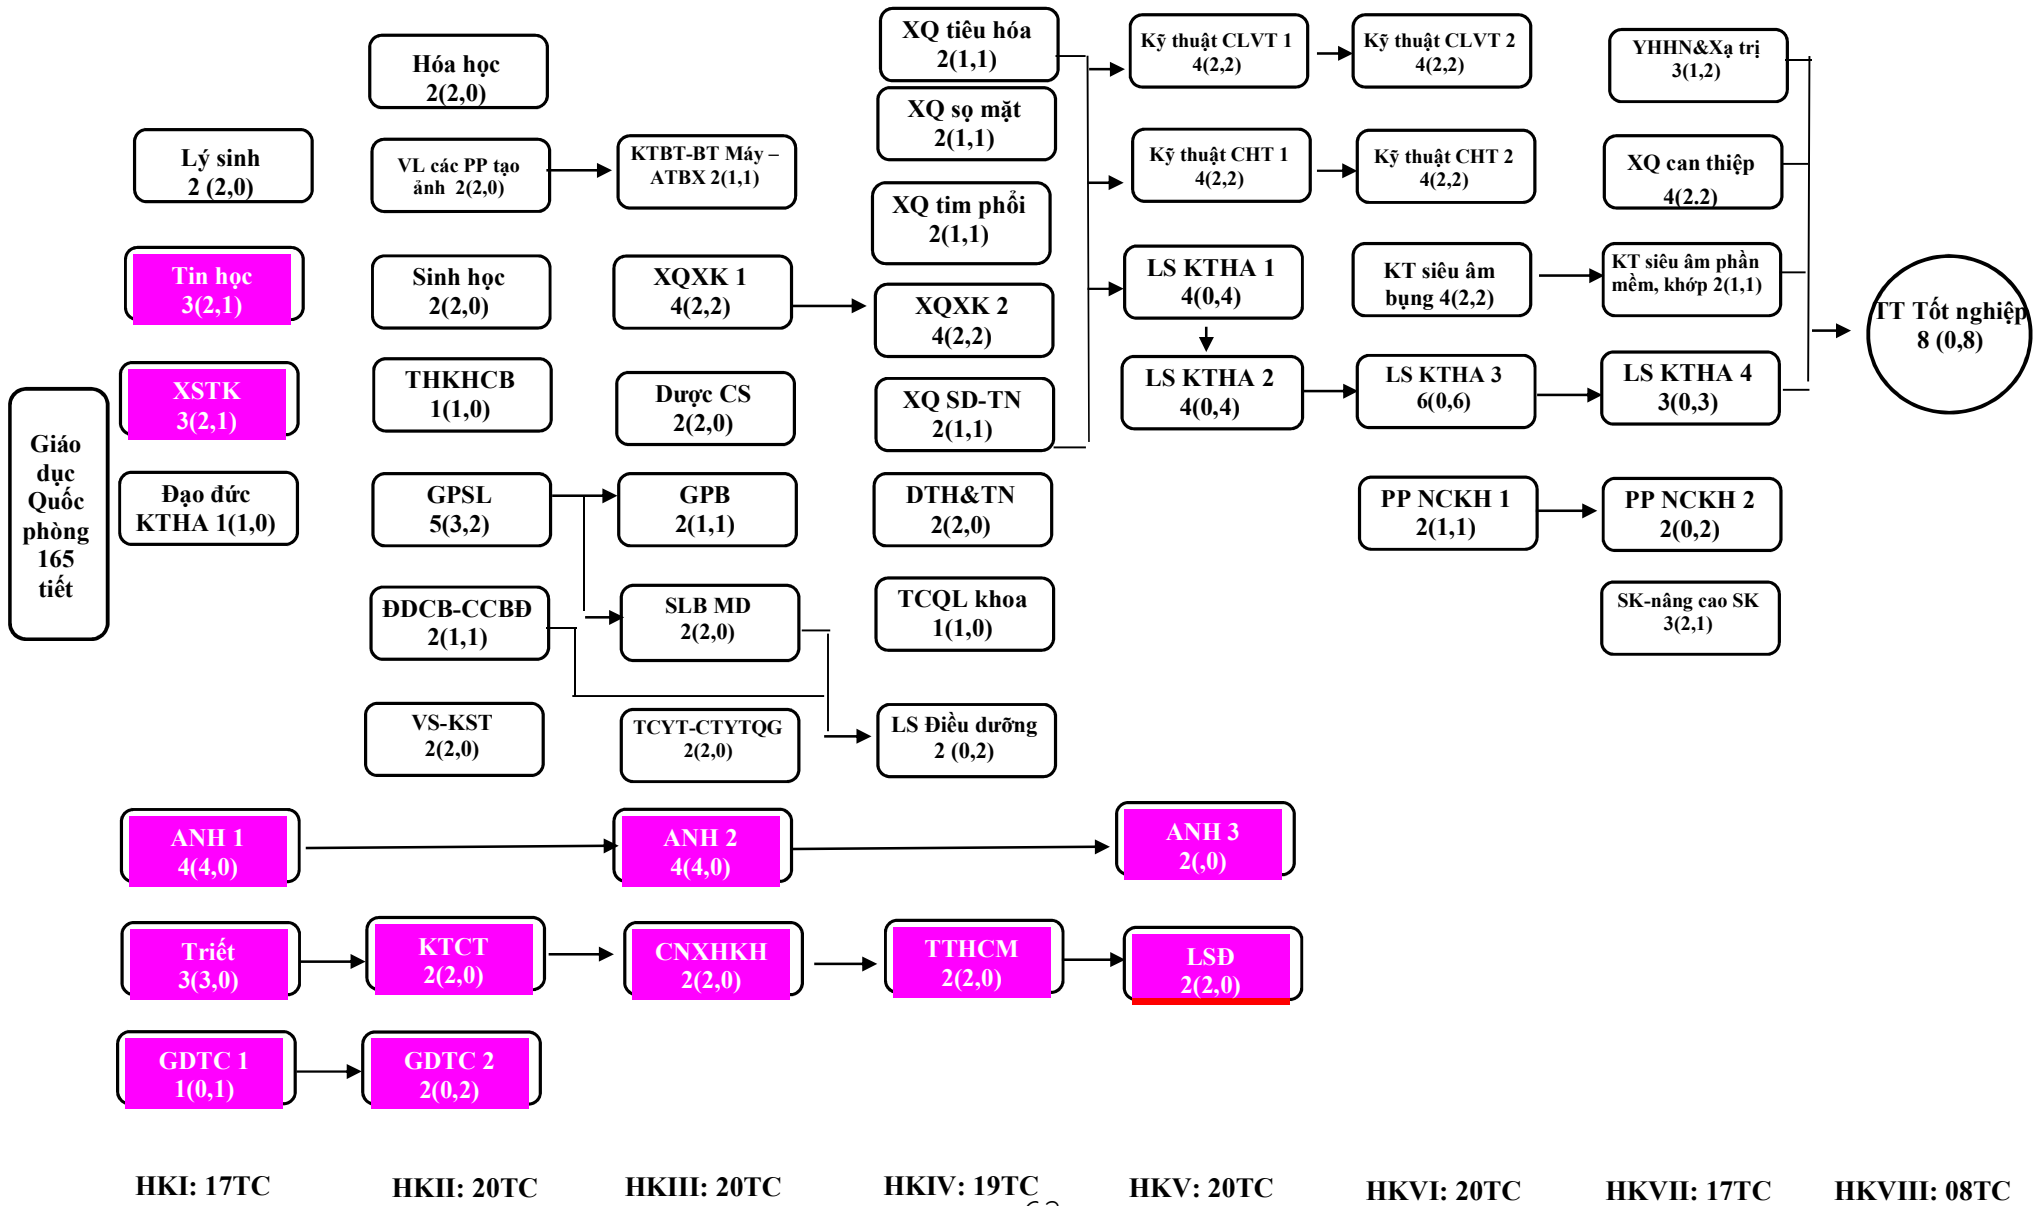 Giáo
dục
Quốc
phòng
165
tiết
Lý sinh
2 (2,0)
Tin học
3(2,1)
XSTK
3(2,1)
Đạo đức
KTHA 1(1,0)
ANH 1
4(4,0)
Triết
3(3,0)
GDTC 1
1(0,1)
HKI: 17TC
Hóa học
2(2,0)
VL các PP tạo
ảnh 2(2,0)
Sinh học
2(2,0)
THKHCB
1(1,0)
GPSL
5(3,2)
ĐDCB-CCBĐ
2(1,1)
VS-KST
2(2,0)
KTCT
2(2,0)
GDTC 2
2(0,2)
HKII: 20TC
KTBT-BT Máy –
ATBX 2(1,1)
XQXK 1
4(2,2)
Dược CS
2(2,0)
GPB
2(1,1)
SLB MD
2(2,0)
TCYT-CTYTQG
2(2,0)
ANH 2
4(4,0)
CNXHKH
2(2,0)
HKIII: 20TC
XQ tiêu hóa
2(1,1)
XQ sọ mặt
2(1,1)
XQ tim phổi
2(1,1)
XQXK 2
4(2,2)
XQ SD-TN
2(1,1)
DTH&TN
2(2,0)
TCQL khoa
1(1,0)
LS Điều dưỡng
2 (0,2)
TTHCM
2(2,0)
HKIV: 19TC
Kỹ thuật CLVT 1
4(2,2)
Kỹ thuật CHT 1
4(2,2)
LS KTHA 1
4(0,4)
LS KTHA 2
4(0,4)
ANH 3
2(,0)
LSĐ
2(2,0)
HKV: 20TC
Kỹ thuật CLVT 2
4(2,2)
Kỹ thuật CHT 2
4(2,2)
KT siêu âm
bụng 4(2,2)
LS KTHA 3
6(0,6)
PP NCKH 1
2(1,1)
HKVI: 20TC
YHHN&Xạ trị
3(1,2)
XQ can thiệp
4(2.2)
KT siêu âm phần
mềm, khớp 2(1,1)
LS KTHA 4
3(0,3)
PP NCKH 2
2(0,2)
SK-nâng cao SK
3(2,1)
HKVII: 17TC
TT Tốt nghiệp
8 (0,8)
HKVIII: 08TC